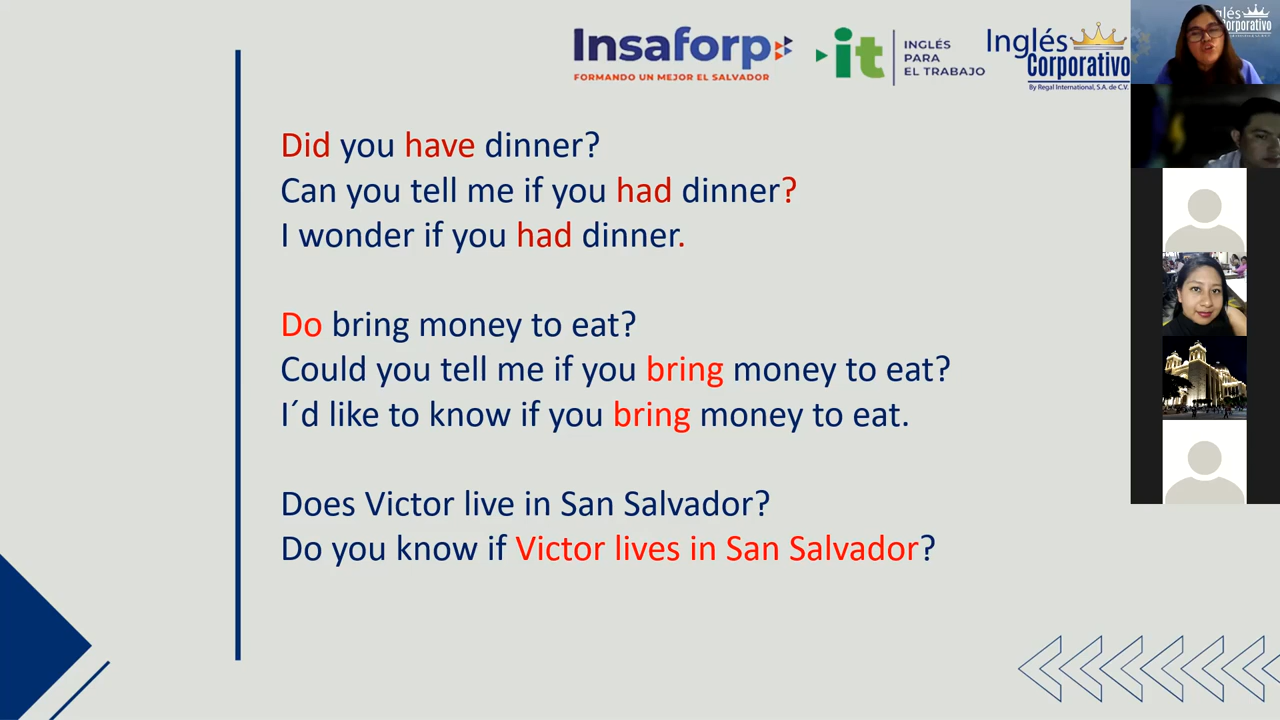 Insaforp
FORMANDO UN MEJOR EL SALVADOR
it
INGLÉS
PARA
EL TRABAJO
Inglés
Corporativo
By Regal International, S.A. de C.V.
glés
Corporativo
Did you have dinner?
Can you tell me if you had dinner?
I wonder if you had dinner.
Do bring money to eat?
Could you tell me if you bring money to eat?
I´d like to know if you bring money to eat.
Does Victor live in San Salvador?
Do you know if Victor lives in San Salvador?